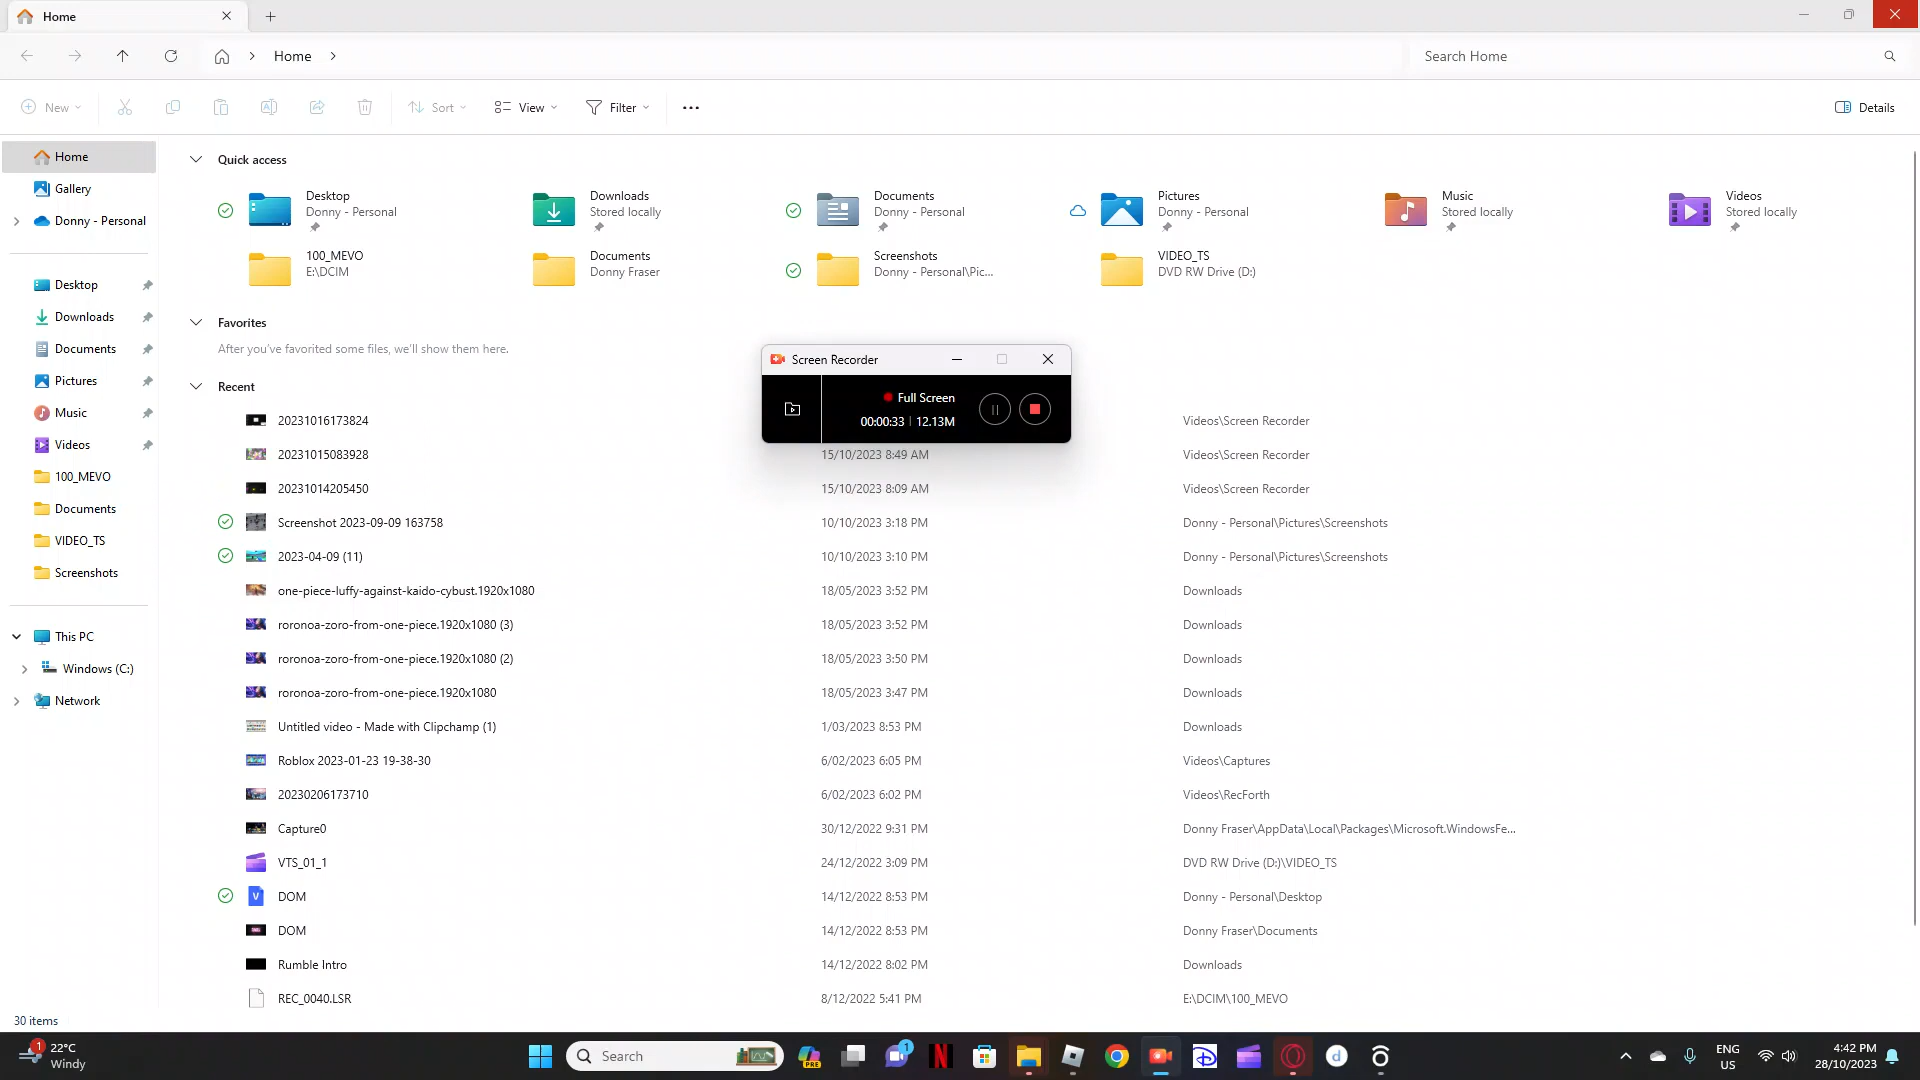 Home
Home
Search Home
New
Sort
View
Filter
Details
Home
Gallery
Donny - Personal
Desktop
Downloads
Documents
Pictures
Music
Videos
100_MEVO
Documents
VIDEO_TS
Screenshots
This PC
Windows (C:)
Network
Quick access
Desktop
Donny - Personal
Downloads
Stored locally
Documents
Donny - Personal
Pictures
Donny - Personal
Music
Stored locally
Videos
Stored locally
100_MEVO
E:\DCIM
Documents
Donny Fraser
Screenshots
Donny - Personal\Pic...
VIDEO_TS
DVD RW Drive (D:)
Favorites
After you've favorited some files, we'll show them here.
Screen Recorder
Full Screen
00:00:33 | 12.13M
Recent
20231016173824 Videos\Screen Recorder
20231015083928 15/10/2023 8:49 AM Videos\Screen Recorder
20231014205450 15/10/2023 8:09 AM Videos\Screen Recorder
Screenshot 2023-09-09 163758 10/10/2023 3:18 PM Donny - Personal\Pictures\Screenshots
2023-04-09 (11) 10/10/2023 3:10 PM Donny - Personal\Pictures\Screenshots
one-piece-luffy-against-kaido-cybust.1920x1080 18/05/2023 3:52 PM Downloads
roronoa-zoro-from-one-piece.1920x1080 (3) 18/05/2023 3:52 PM Downloads
roronoa-zoro-from-one-piece.1920x1080 (2) 18/05/2023 3:50 PM Downloads
roronoa-zoro-from-one-piece.1920x1080 18/05/2023 3:47 PM Downloads
Untitled video - Made with Clipchamp (1) 1/03/2023 8:53 PM Downloads
Roblox 2023-01-23 19-38-30 6/02/2023 6:05 PM Videos\Captures
20230206173710 6/02/2023 6:02 PM Videos\RecForth
Capture0 30/12/2022 9:31 PM Donny Fraser\AppData\Local\Packages\Microsoft.WindowsFe...
VTS_01_1 24/12/2022 3:09 PM DVD RW Drive (D:)\VIDEO_TS
DOM 14/12/2022 8:53 PM Donny - Personal\Desktop
DOM 14/12/2022 8:53 PM Donny Fraser\Documents
Rumble Intro 14/12/2022 8:02 PM Downloads
REC_0040.LSR 8/12/2022 5:41 PM E:\DCIM\100_MEVO
30 items
1
22°C
Windy
Search
PRE
1
N
d
ENG
US
4:42 PM
28/10/2023